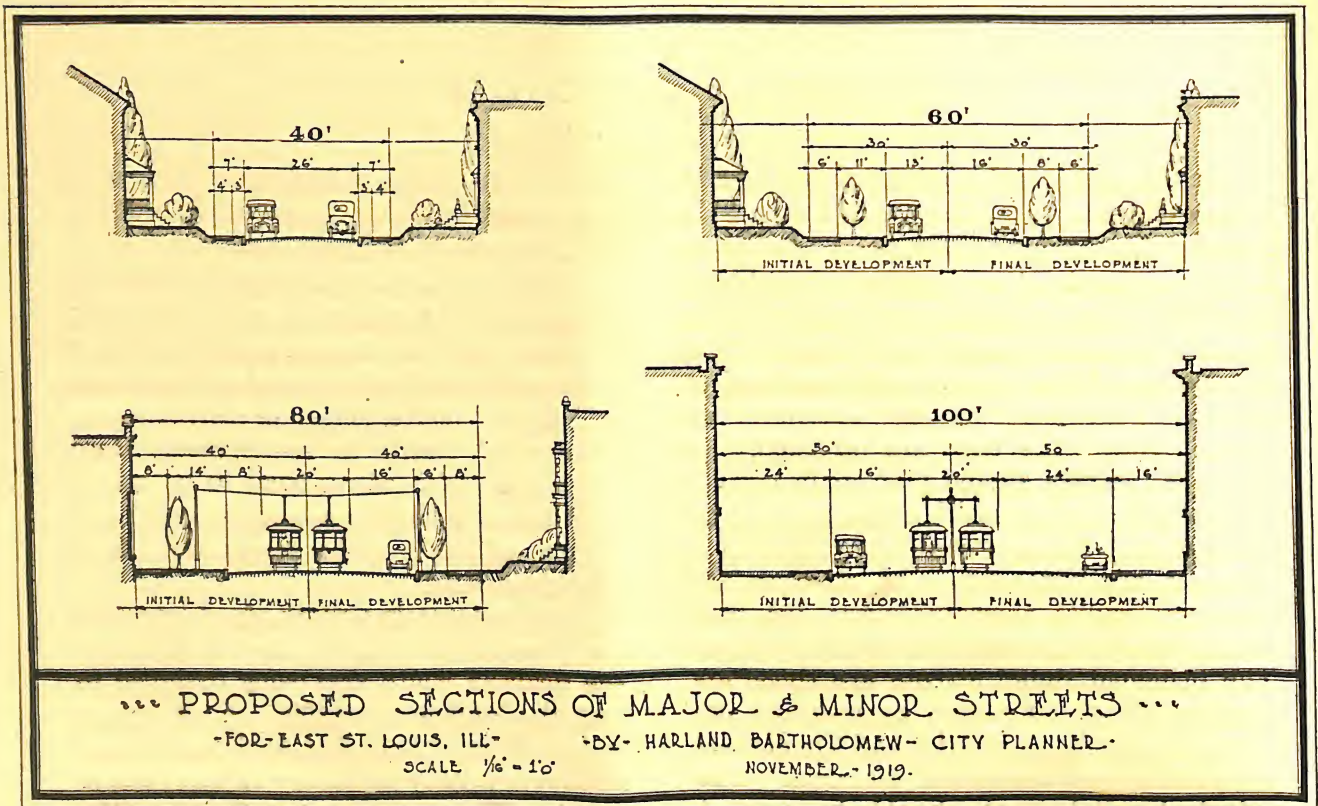 40'
7' 26' 7'
4' 3' 3' 4'
60'
30' 30'
6' 11' 13' 16' 8' 6'
INITIAL DEVELOPMENT FINAL DEVELOPMENT
80'
40' 40'
8' 14' 8' 20' 16' 6' 8'
INITIAL DEVELOPMENT FINAL DEVELOPMENT
100'
50' 50
24' 16' 20' 24' 16'
INITIAL DEVELOPMENT FINAL DEVELOPMENT
PROPOSED SECTIONS OF MAJOR & MINOR STREETS
-FOR-EAST ST. LOUIS, ILL- -BY- HARLAND BARTHOLOMEW- CITY PLANNER-
SCALE 1/16" = 1'0" NOVEMBER - 1919.